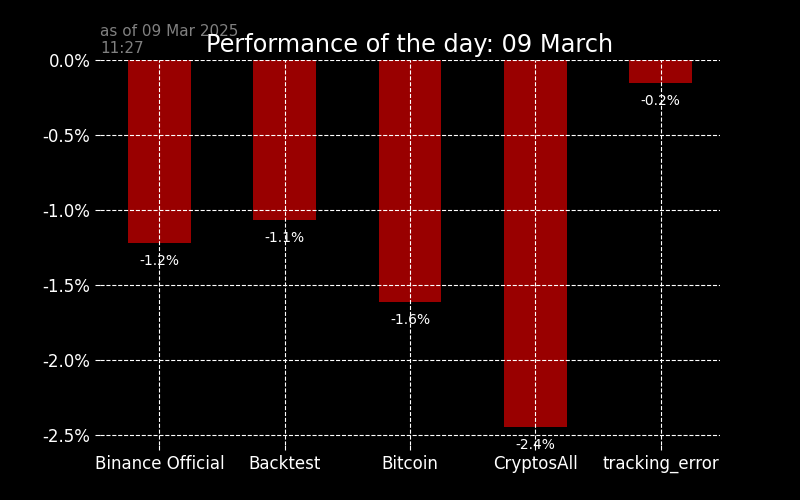 as of 09 Mar 2025
11:27
Performance of the day: 09 March
0.0%
-0.5%
-1.0%
-1.5%
-2.0%
-2.5%
-1.2%
-1.1%
-1.6%
-2.4%
-0.2%
Binance Official
Backtest
Bitcoin
CryptosAll
tracking_error